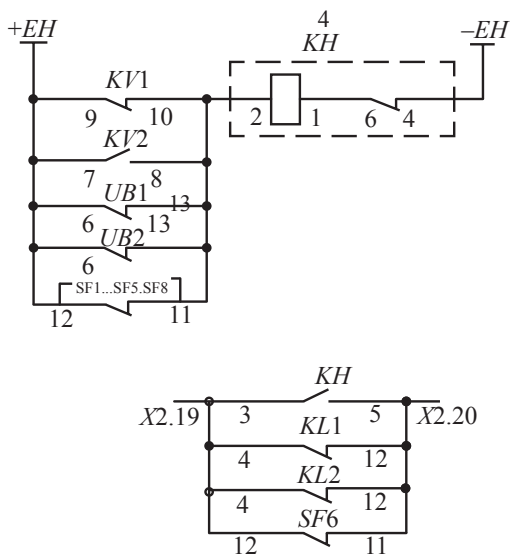 4
+EH
KH
–EH
KV1
9 10 2 1 6 4
KV2
7 8
UB1
13
6 13
UB2
6
SF1...SF5.SF8
12 11
KH
X2.19 3 5 X2.20
KL1
4 12
KL2
4 12
SF6
12 11